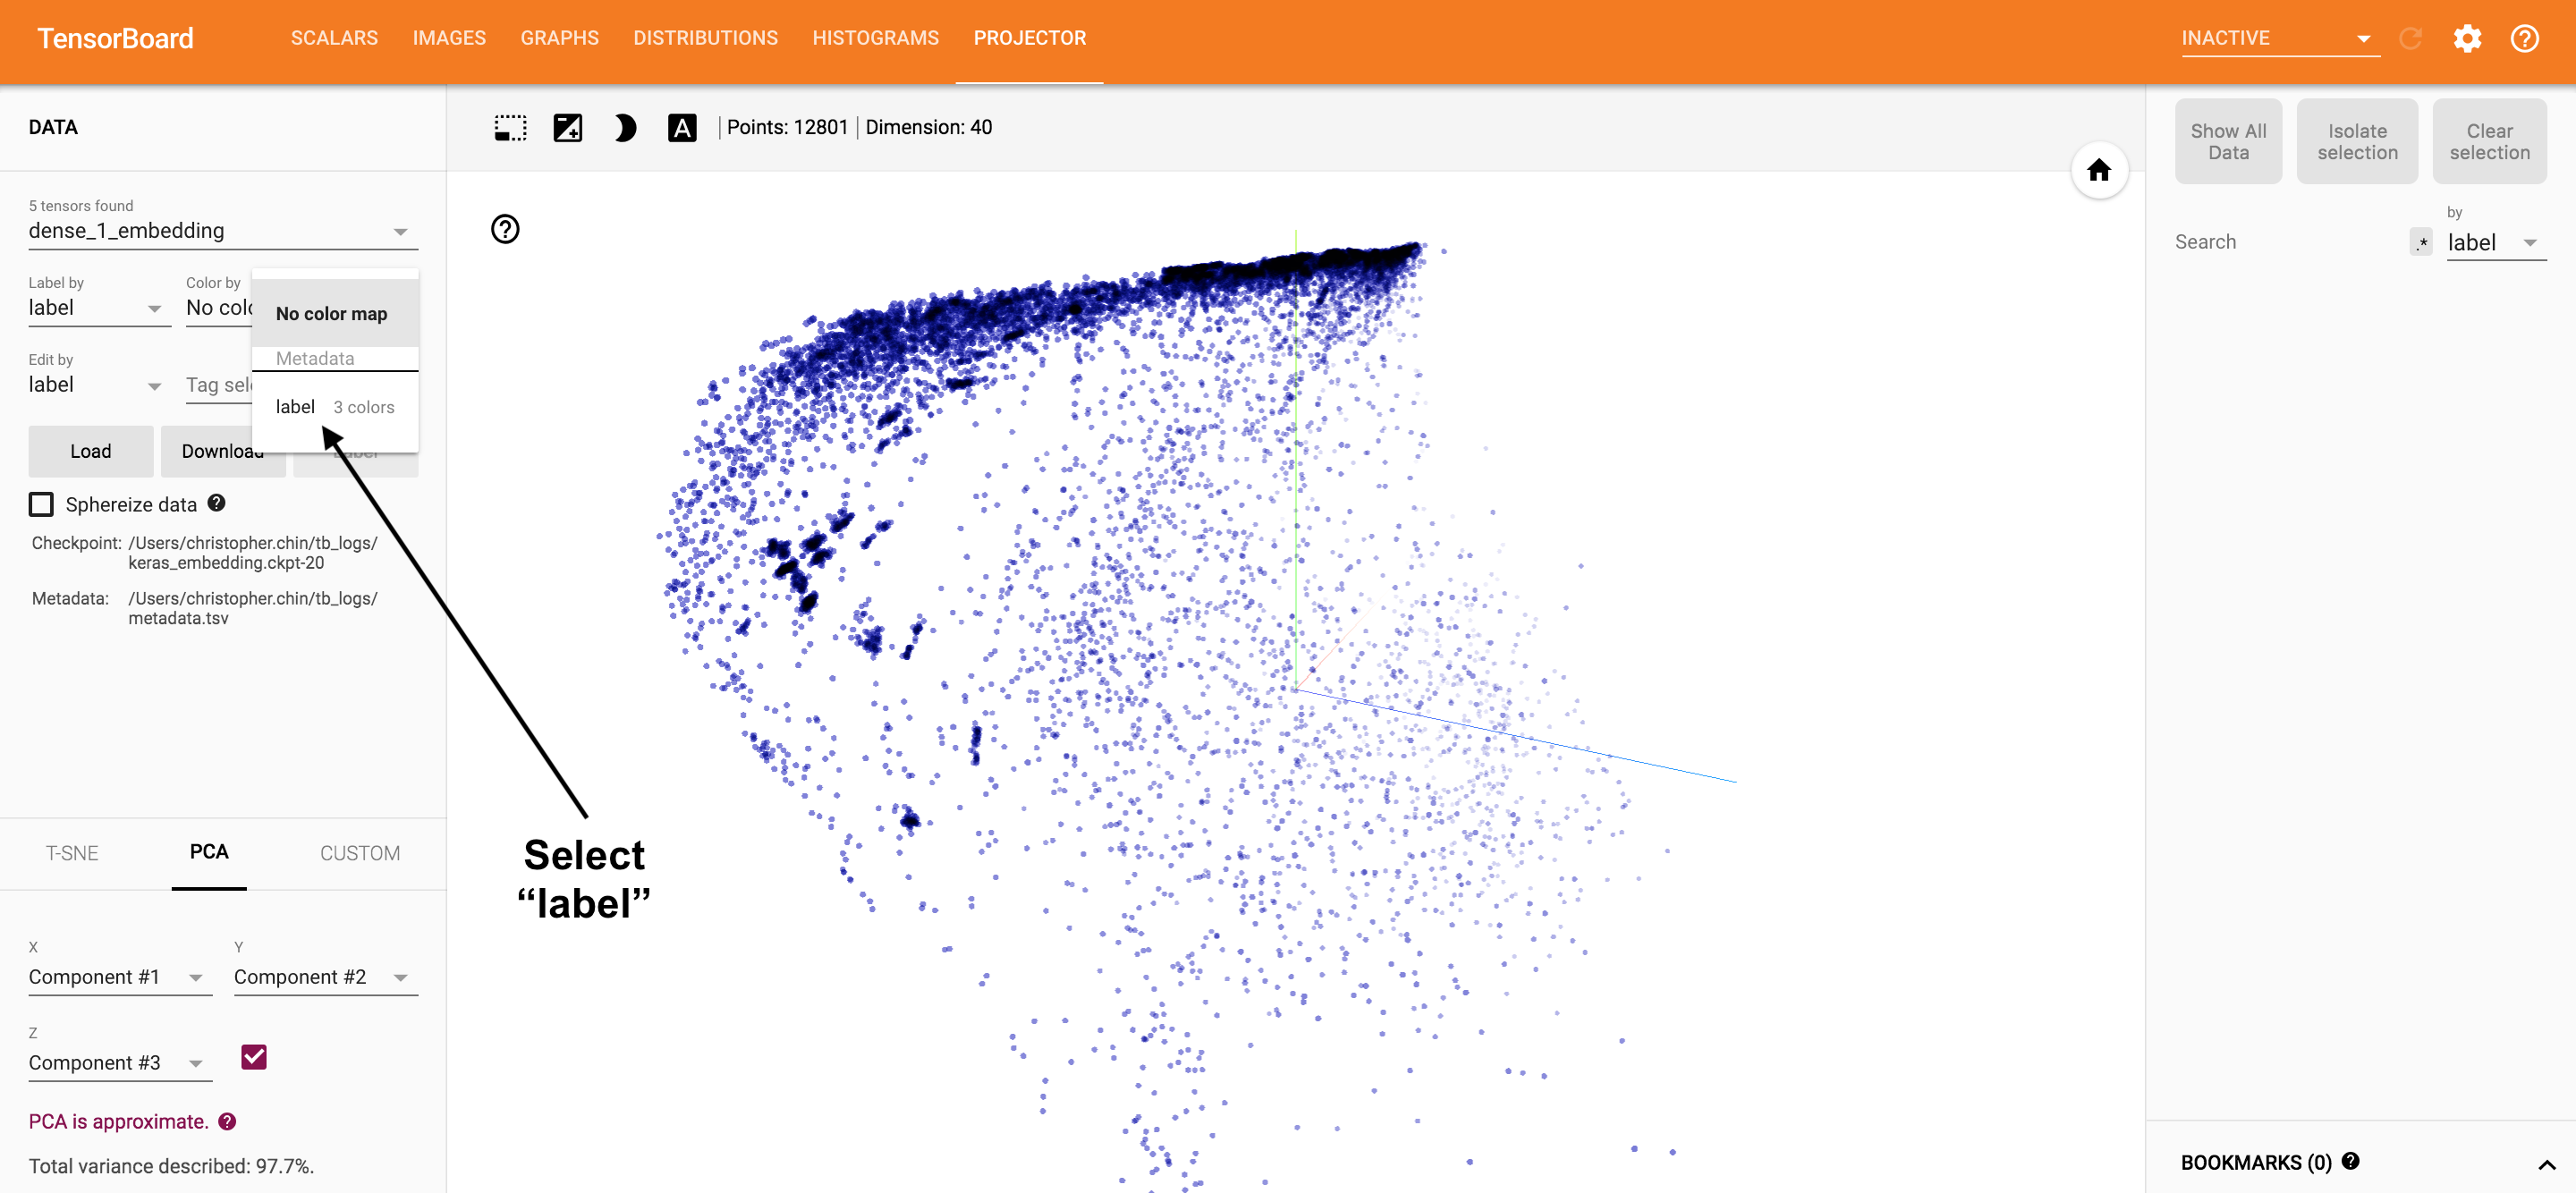 TensorBoard SCALARS IMAGES GRAPHS DISTRIBUTIONS HISTOGRAMS PROJECTOR INACTIVE
DATA
A Points: 12801 Dimension: 40
Show All
Data
Isolate
selection
Clear
selection
5 tensors found
dense_1_embedding
Label by
label
Color by
No colo
No color map
Metadata
label 3 colors
Edit by
label
Tag sele
Load Download Label
Sphereize data
Checkpoint: /Users/christopher.chin/tb_logs/
keras_embedding.ckpt-20
Metadata: /Users/christopher.chin/tb_logs/
metadata.tsv
Select
“label”
T-SNE PCA CUSTOM
X
Component #1
Y
Component #2
Z
Component #3
PCA is approximate.
Total variance described: 97.7%.
Search .*
by
label
BOOKMARKS (0)